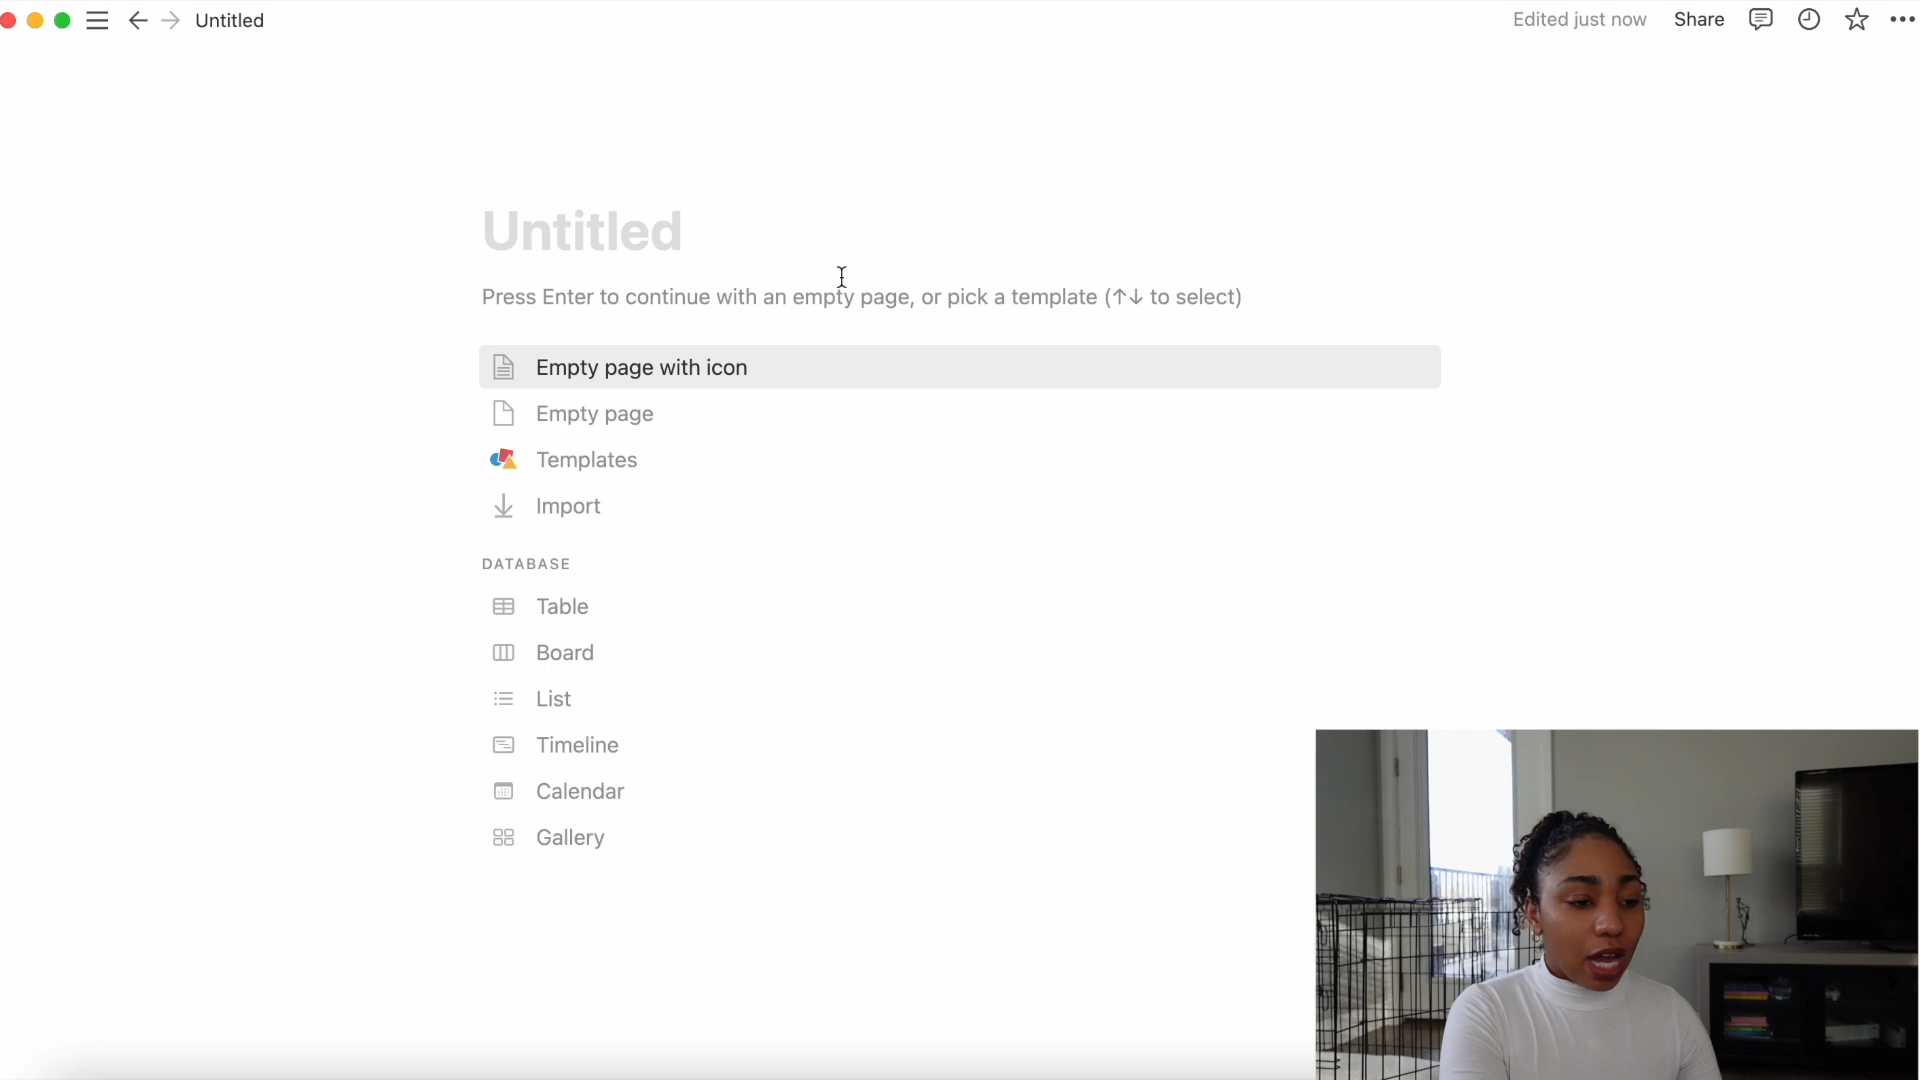 Untitled
Edited just now
Share
Untitled
Press Enter to continue with an empty page, or pick a template (↑↓ to select)
Empty page with icon
Empty page
Templates
Import
DATABASE
Table
Board
List
Timeline
Calendar
Gallery